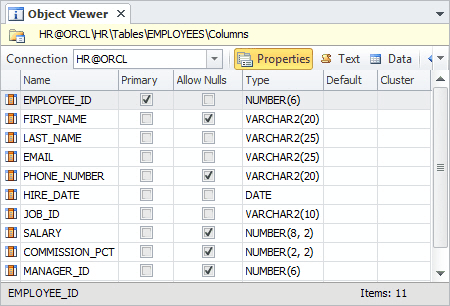 Object Viewer
HR@ORCL\HR\Tables\EMPLOYEES\Columns
Connection HR@ORCL Properties Text Data
Name Primary Allow Nulls Type Default Cluster
EMPLOYEE_ID NUMBER(6)
FIRST_NAME VARCHAR2(20)
LAST_NAME VARCHAR2(25)
EMAIL VARCHAR2(25)
PHONE_NUMBER VARCHAR2(20)
HIRE_DATE DATE
JOB_ID VARCHAR2(10)
SALARY NUMBER(8, 2)
COMMISSION_PCT NUMBER(2, 2)
MANAGER_ID NUMBER(6)
EMPLOYEE_ID Items: 11